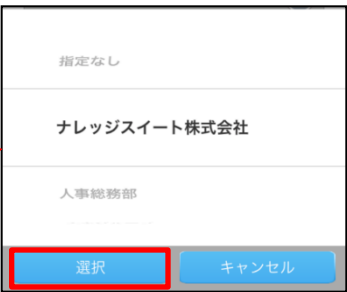 指定なし
ナレッジスイート株式会社
人事総務部
選択 キャンセル